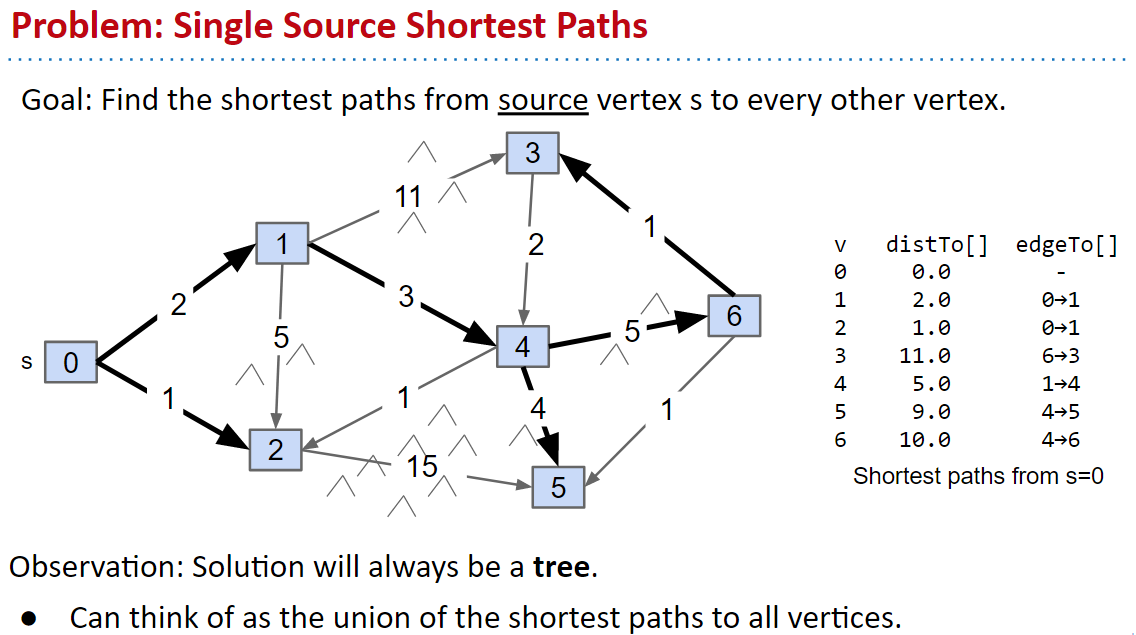 Problem: Single Source Shortest Paths
Goal: Find the shortest paths from source vertex s to every other vertex.
3
11
1
1
2
v distTo[] edgeTo[]
0 0.0 -
1 2.0 0→1
2 1.0 0→1
3 11.0 6→3
4 5.0 1→4
5 9.0 4→5
6 10.0 4→6
Shortest paths from s=0
2
3
6
5
5
4
s 0
1
1
4
1
2
15
5
Observation: Solution will always be a tree.
● Can think of as the union of the shortest paths to all vertices.